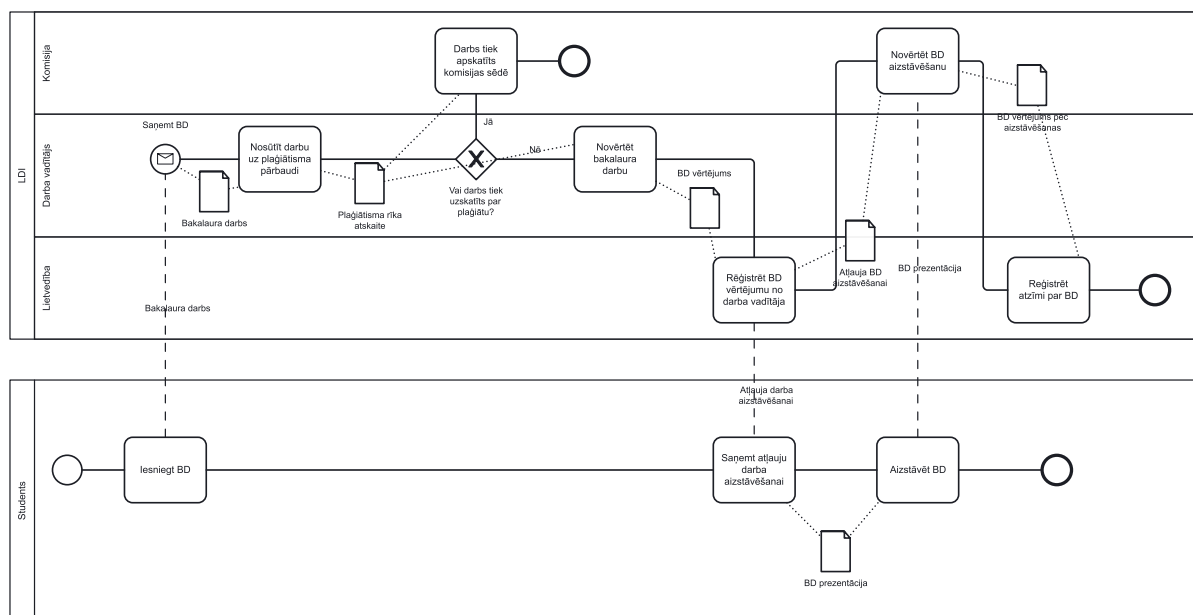 LDI
Komisija
Darba vadītājs
Lietvedība
Darbs tiek
apskatīts
komisijas sēdē
Novērtēt BD
aizstāvēšanu
BD vērtējums pēc
aizstāvēšanas
Jā
Saņemt BD
Nosūtīt darbu
uz plaģiātisma
pārbaudi
Bakalaura darbs
Plaģiātisma rīka
atskaite
Vai darbs tiek
uzskatīts par
plaģiātu?
Nē
Novērtēt
bakalaura
darbu
BD vērtējums
Rēģistrēt BD
vērtējumu no
darba vadītāja
Atļauja BD
aizstāvēšanai
BD prezentācija
Reģistrēt
atzīmi par BD
Bakalaura darbs
Atļauja darba
aizstāvēšanai
Students
Iesniegt BD
Saņemt atļauju
darba
aizstāvēšanai
Aizstāvēt BD
BD prezentācija